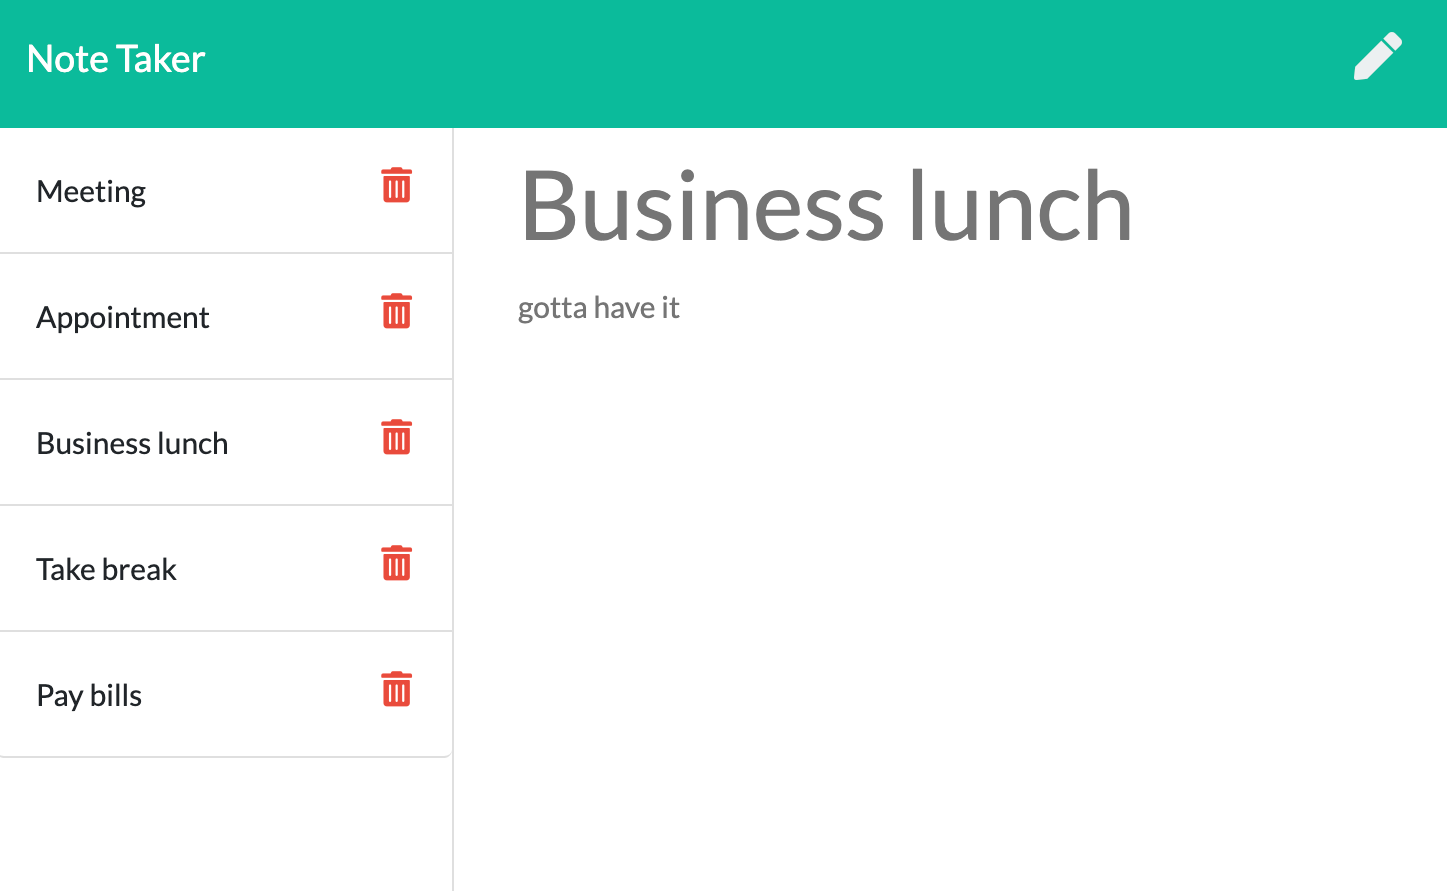 Note Taker
Meeting
Appointment
Business lunch
Take break
Pay bills
Business lunch
gotta have it